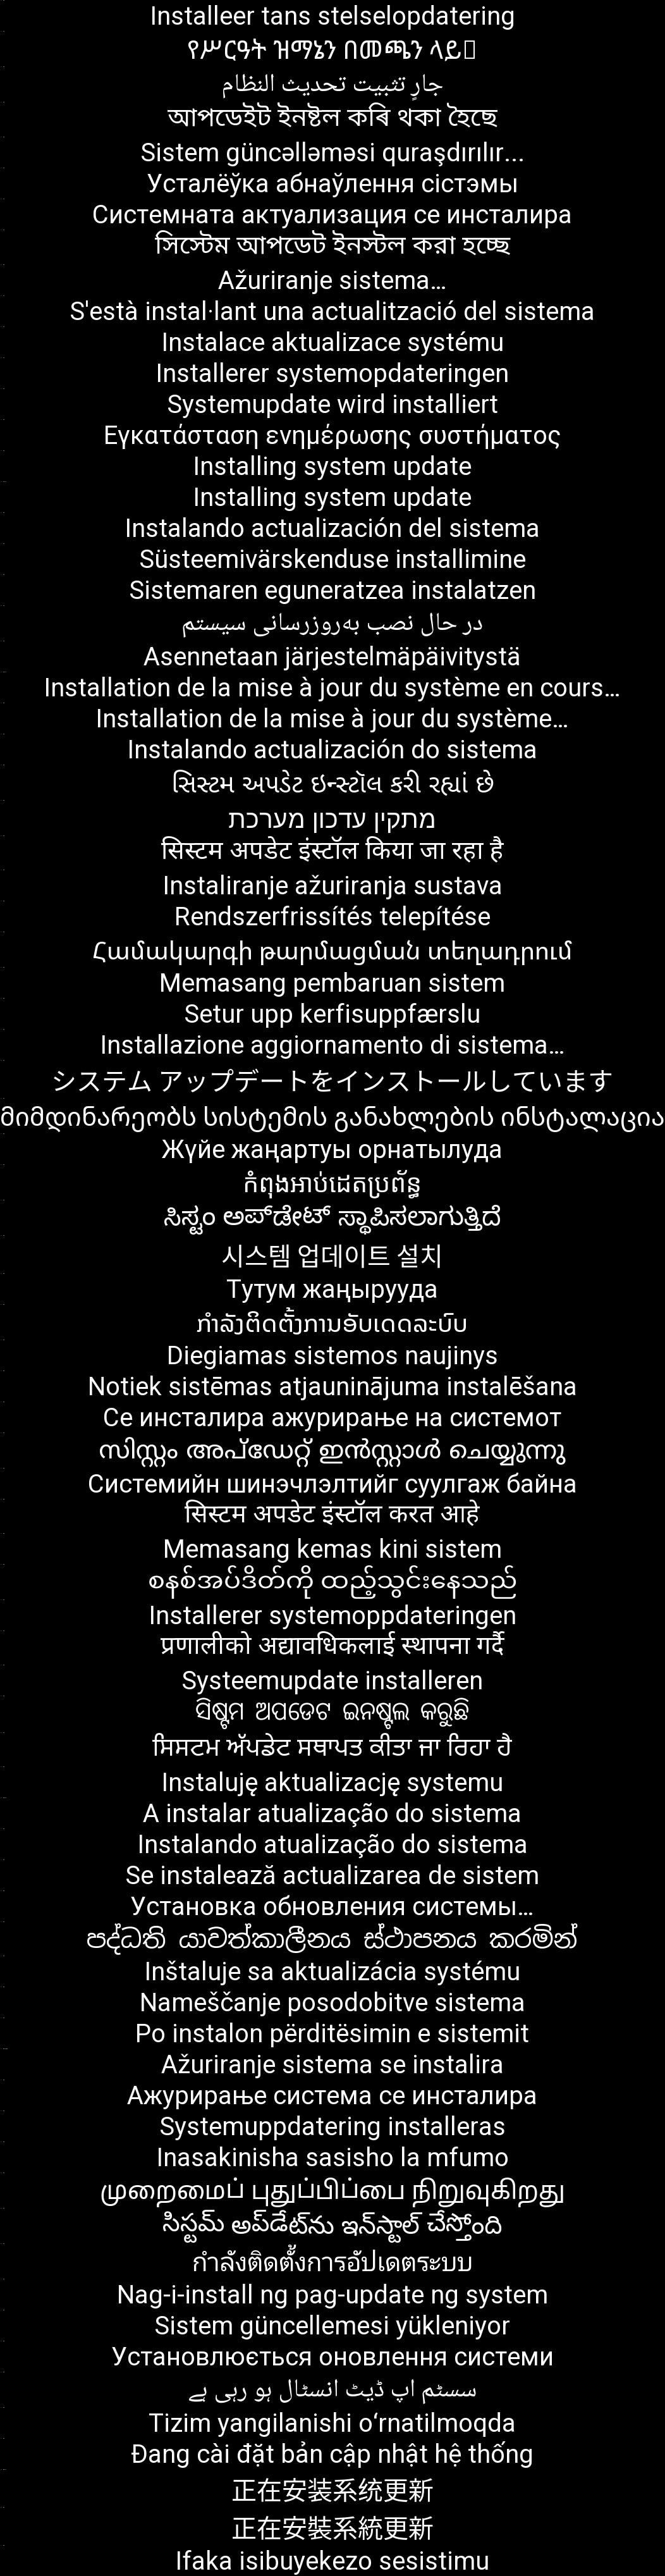 Installeer tans stelselopdatering
የሥርዓት ዝማኔን በመጫን ላይ
جارٍ تثبيت تحديث النظام
আপডেইট ইনষ্টল কৰি থকা হৈছে
Sistem güncəlləməsi quraşdırılır...
Усталёўка абнаўлення сістэмы
Системната актуализация се инсталира
সিস্টেম আপডেট ইনস্টল করা হচ্ছে
Ažuriranje sistema…
S'està instal·lant una actualització del sistema
Instalace aktualizace systému
Installerer systemopdateringen
Systemupdate wird installiert
Εγκατάσταση ενημέρωσης συστήματος
Installing system update
Installing system update
Instalando actualización del sistema
Süsteemivärskenduse installimine
Sistemaren eguneratzea instalatzen
در حال نصب به‌روزرسانی سیستم
Asennetaan järjestelmäpäivitystä
Installation de la mise à jour du système en cours…
Installation de la mise à jour du système…
Instalando actualización do sistema
સિસ્ટમ અપડેટ ઇન્સ્ટૉલ કરી રહ્યાં છે
מתקין עדכון מערכת
सिस्टम अपडेट इंस्टॉल किया जा रहा है
Instaliranje ažuriranja sustava
Rendszerfrissítés telepítése
Համակարգի թարմացման տեղադրում
Memasang pembaruan sistem
Setur upp kerfisuppfærslu
Installazione aggiornamento di sistema…
システム アップデートをインストールしています
მიმდინარეობს სისტემის განახლების ინსტალაცია
Жүйе жаңартуы орнатылуда
កំពុងអាប់ដេតប្រព័ន្ធ
ಸಿಸ್ಟಂ ಅಪ್‌ಡೇಟ್‌ ಸ್ಥಾಪಿಸಲಾಗುತ್ತಿದೆ
시스템 업데이트 설치
Тутум жаңырууда
ກຳລັງຕິດຕັ້ງການອັບເດດລະບົບ
Diegiamas sistemos naujinys
Notiek sistēmas atjauninājuma instalēšana
Се инсталира ажурирање на системот
സിസ്റ്റം അപ്‌ഡേറ്റ് ഇൻസ്റ്റാൾ ചെയ്യുന്നു
Системийн шинэчлэлтийг суулгаж байна
सिस्टम अपडेट इंस्टॉल करत आहे
Memasang kemas kini sistem
စနစ်အပ်ဒိတ်ကို ထည့်သွင်းနေသည်
Installerer systemoppdateringen
प्रणालीको अद्यावधिकलाई स्थापना गर्दै
Systeemupdate installeren
ସିଷ୍ଟମ ଅପଡେଟ ଇନଷ୍ଟଲ କରୁଛି
ਸਿਸਟਮ ਅੱਪਡੇਟ ਸਥਾਪਤ ਕੀਤਾ ਜਾ ਰਿਹਾ ਹੈ
Instaluję aktualizację systemu
A instalar atualização do sistema
Instalando atualização do sistema
Se instalează actualizarea de sistem
Установка обновления системы…
පද්ධති යාවත්කාලීනය ස්ථාපනය කරමින්
Inštaluje sa aktualizácia systému
Nameščanje posodobitve sistema
Po instalon përditësimin e sistemit
Ažuriranje sistema se instalira
Ажурирање система се инсталира
Systemuppdatering installeras
Inasakinisha sasisho la mfumo
முறைமைப் புதுப்பிப்பை நிறுவுகிறது
సిస్టమ్ అప్‌డేట్‌ను ఇన్‌స్టాల్ చేస్తోంది
กำลังติดตั้งการอัปเดตระบบ
Nag-i-install ng pag-update ng system
Sistem güncellemesi yükleniyor
Установлюється оновлення системи
سسٹم اپ ڈیٹ انسٹال ہو رہی ہے
Tizim yangilanishi o‘rnatilmoqda
Đang cài đặt bản cập nhật hệ thống
正在安装系统更新
正在安裝系統更新
Ifaka isibuyekezo sesistimu